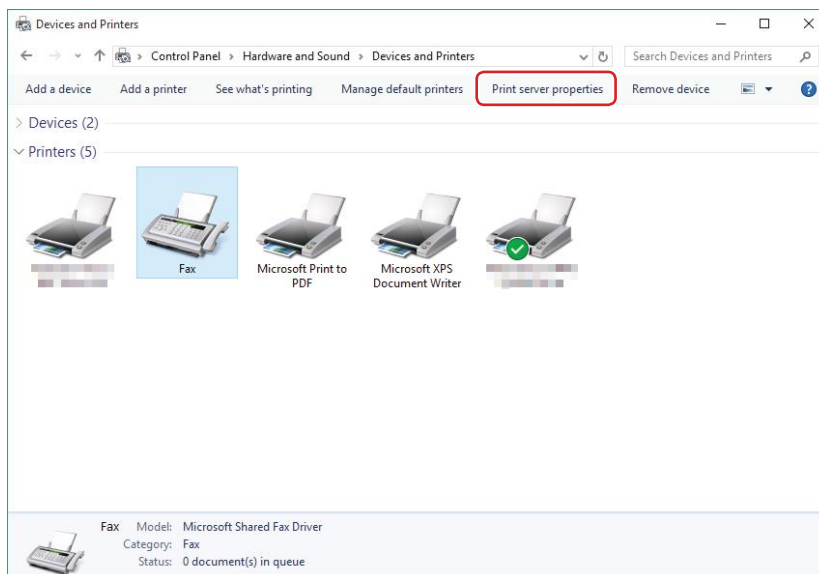 Devices and Printers
Control Panel > Hardware and Sound > Devices and Printers
Search Devices and Printers
Add a device Add a printer See what's printing Manage default printers Print server properties Remove device
Devices (2)
Printers (5)
Fax
Microsoft Print to
PDF
Microsoft XPS
Document Writer
Fax Model: Microsoft Shared Fax Driver
Category: Fax
Status: 0 document(s) in queue